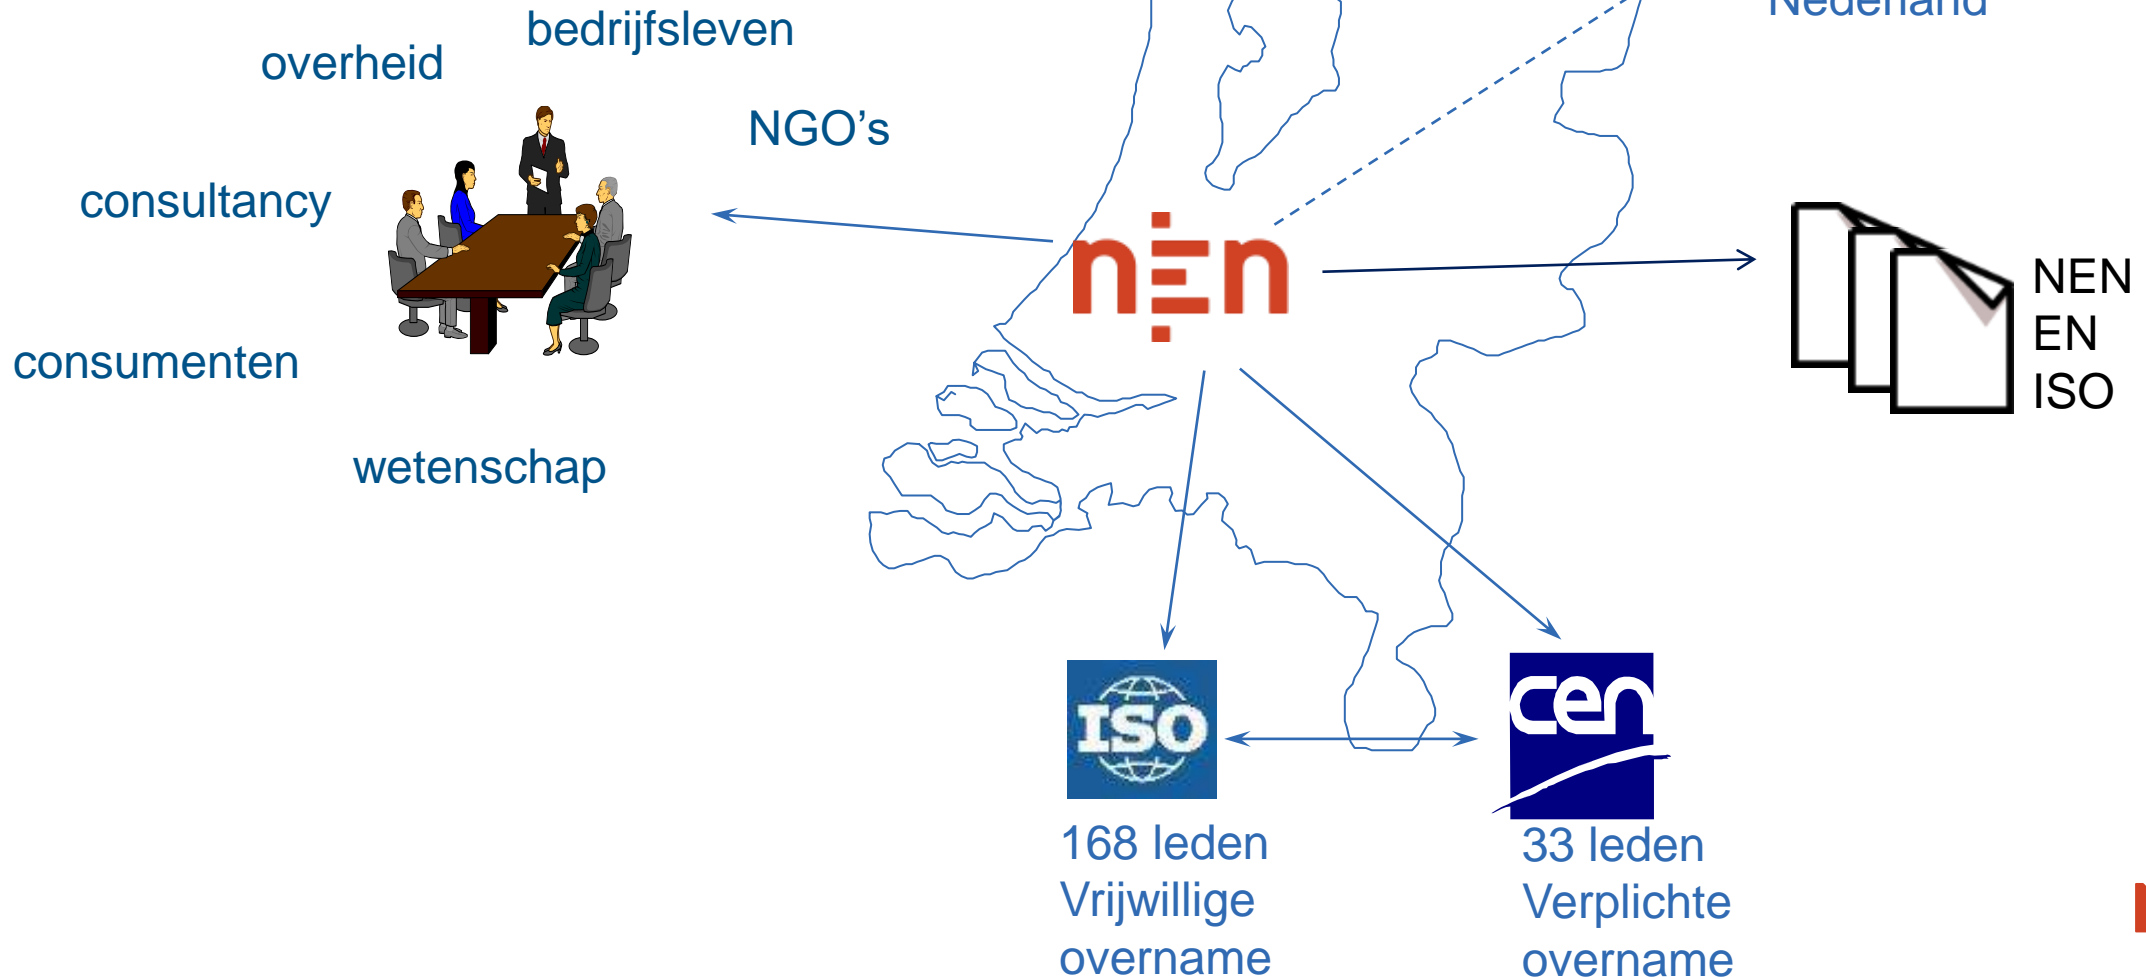 Nederland
bedrijfsleven
overheid
NGO's
consultancy
consumenten
wetenschap
nen
NEN
EN
ISO
ISO
cen
168 leden
Vrijwillige
overname
33 leden
Verplichte
overname